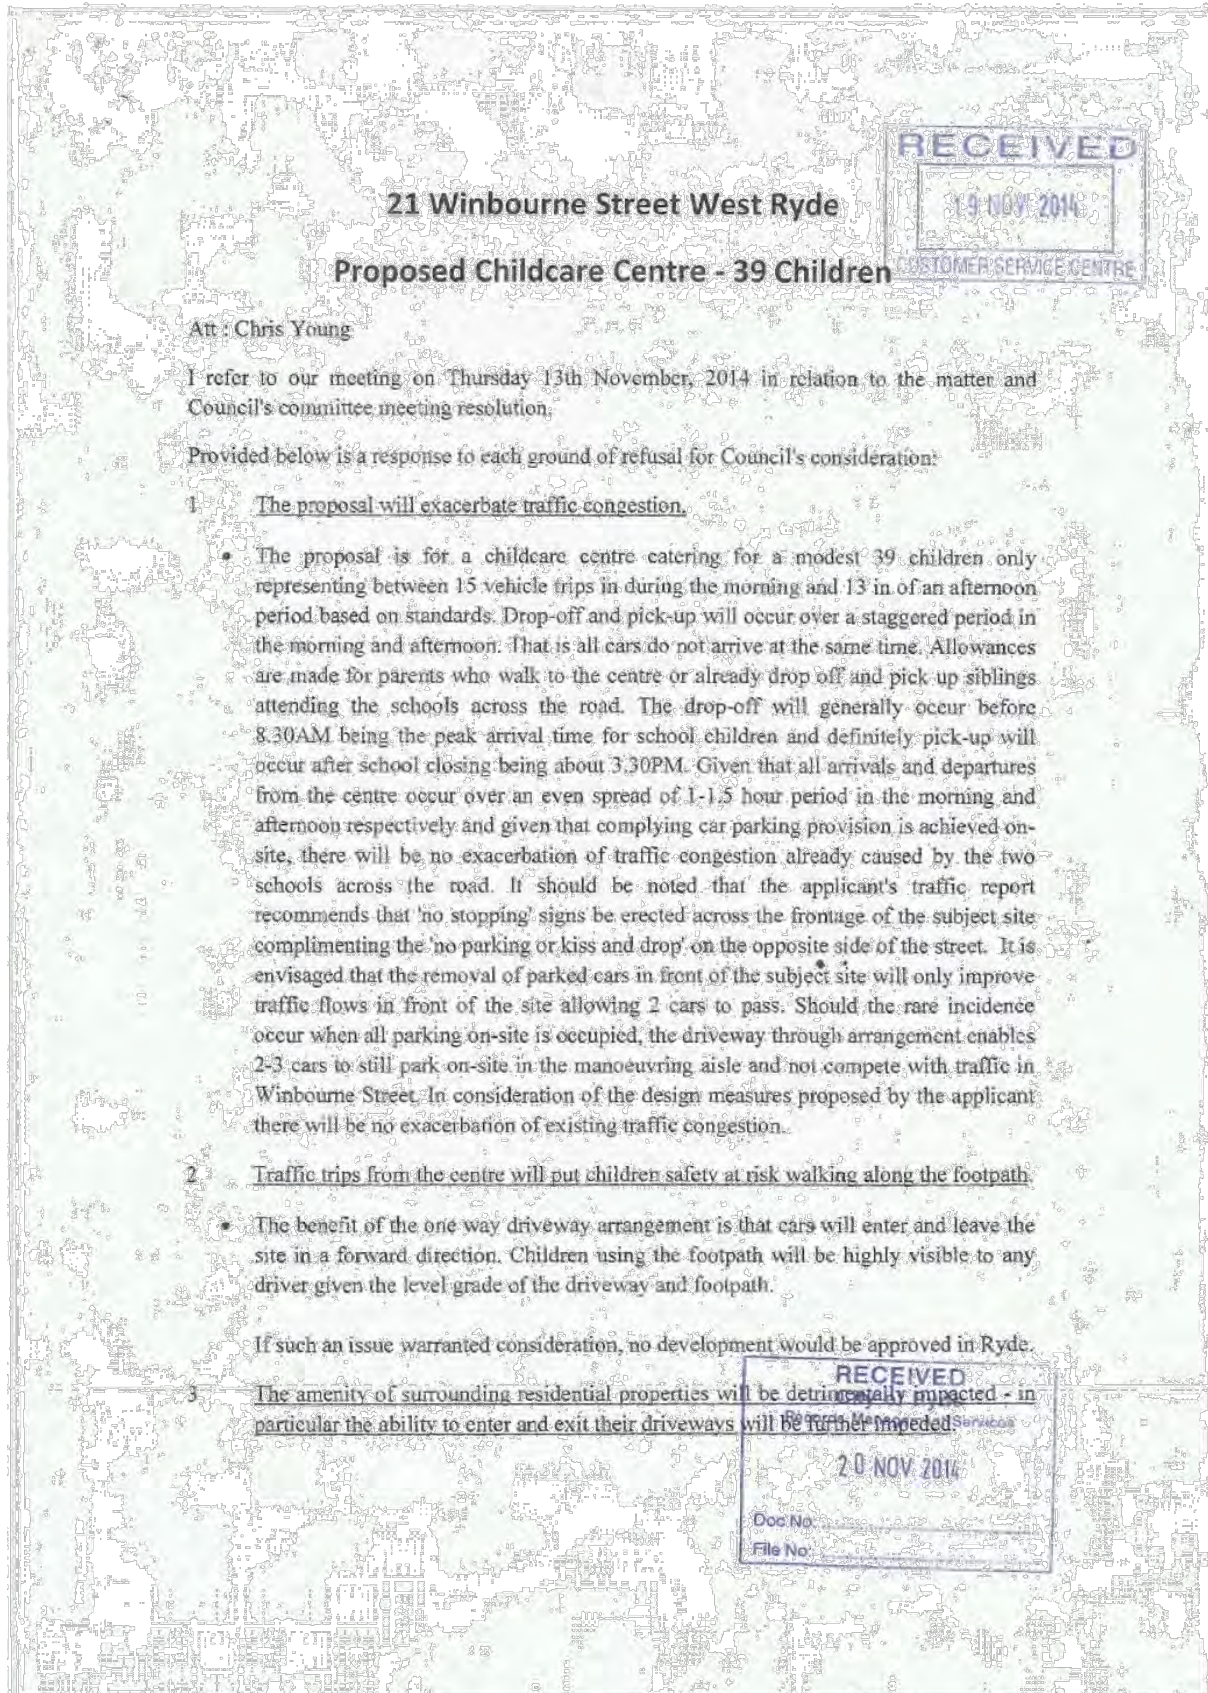 RECEIVED
19 NOV 2014
CUSTOMER SERVICE CENTRE
21 Winbourne Street West Ryde
Proposed Childcare Centre - 39 Children
Att : Chris Young
I refer to our meeting on Thursday 13th November, 2014 in relation to the matter and
Council's committee meeting resolution.
Provided below is a response to each ground of refusal for Council's consideration:
1 The proposal will exacerbate traffic congestion.
• The proposal is for a childcare centre catering for a modest 39 children only
representing between 15 vehicle trips in during the morning and 13 in of an afternoon
period based on standards. Drop-off and pick-up will occur over a staggered period in
the morning and afternoon. That is all cars do not arrive at the same time. Allowances
are made for parents who walk to the centre or already drop off and pick up siblings
attending the schools across the road. The drop-off will generally occur before
8.30AM being the peak arrival time for school children and definitely pick-up will
occur after school closing being about 3.30PM. Given that all arrivals and departures
from the centre occur over an even spread of 1-1.5 hour period in the morning and
afternoon respectively and given that complying car parking provision is achieved on-
site, there will be no exacerbation of traffic congestion already caused by the two
schools across the road. It should be noted that the applicant's traffic report
recommends that 'no stopping' signs be erected across the frontage of the subject site
complimenting the 'no parking or kiss and drop' on the opposite side of the street. It is
envisaged that the removal of parked cars in front of the subject site will only improve
traffic flows in front of the site allowing 2 cars to pass. Should the rare incidence
occur when all parking on-site is occupied, the driveway through arrangement enables
2-3 cars to still park on-site in the manoeuvring aisle and not compete with traffic in
Winbourne Street. In consideration of the design measures proposed by the applicant
there will be no exacerbation of existing traffic congestion.
2 Traffic trips from the centre will put children safety at risk walking along the footpath.
• The benefit of the one way driveway arrangement is that cars will enter and leave the
site in a forward direction. Children using the footpath will be highly visible to any
driver given the level grade of the driveway and footpath.
If such an issue warranted consideration, no development would be approved in Ryde.
3 The amenity of surrounding residential properties will be detrimentally impacted - in
particular the ability to enter and exit their driveways will be further impeded.
RECEIVED
Services
20 NOV 2014
Doc No:
File No: